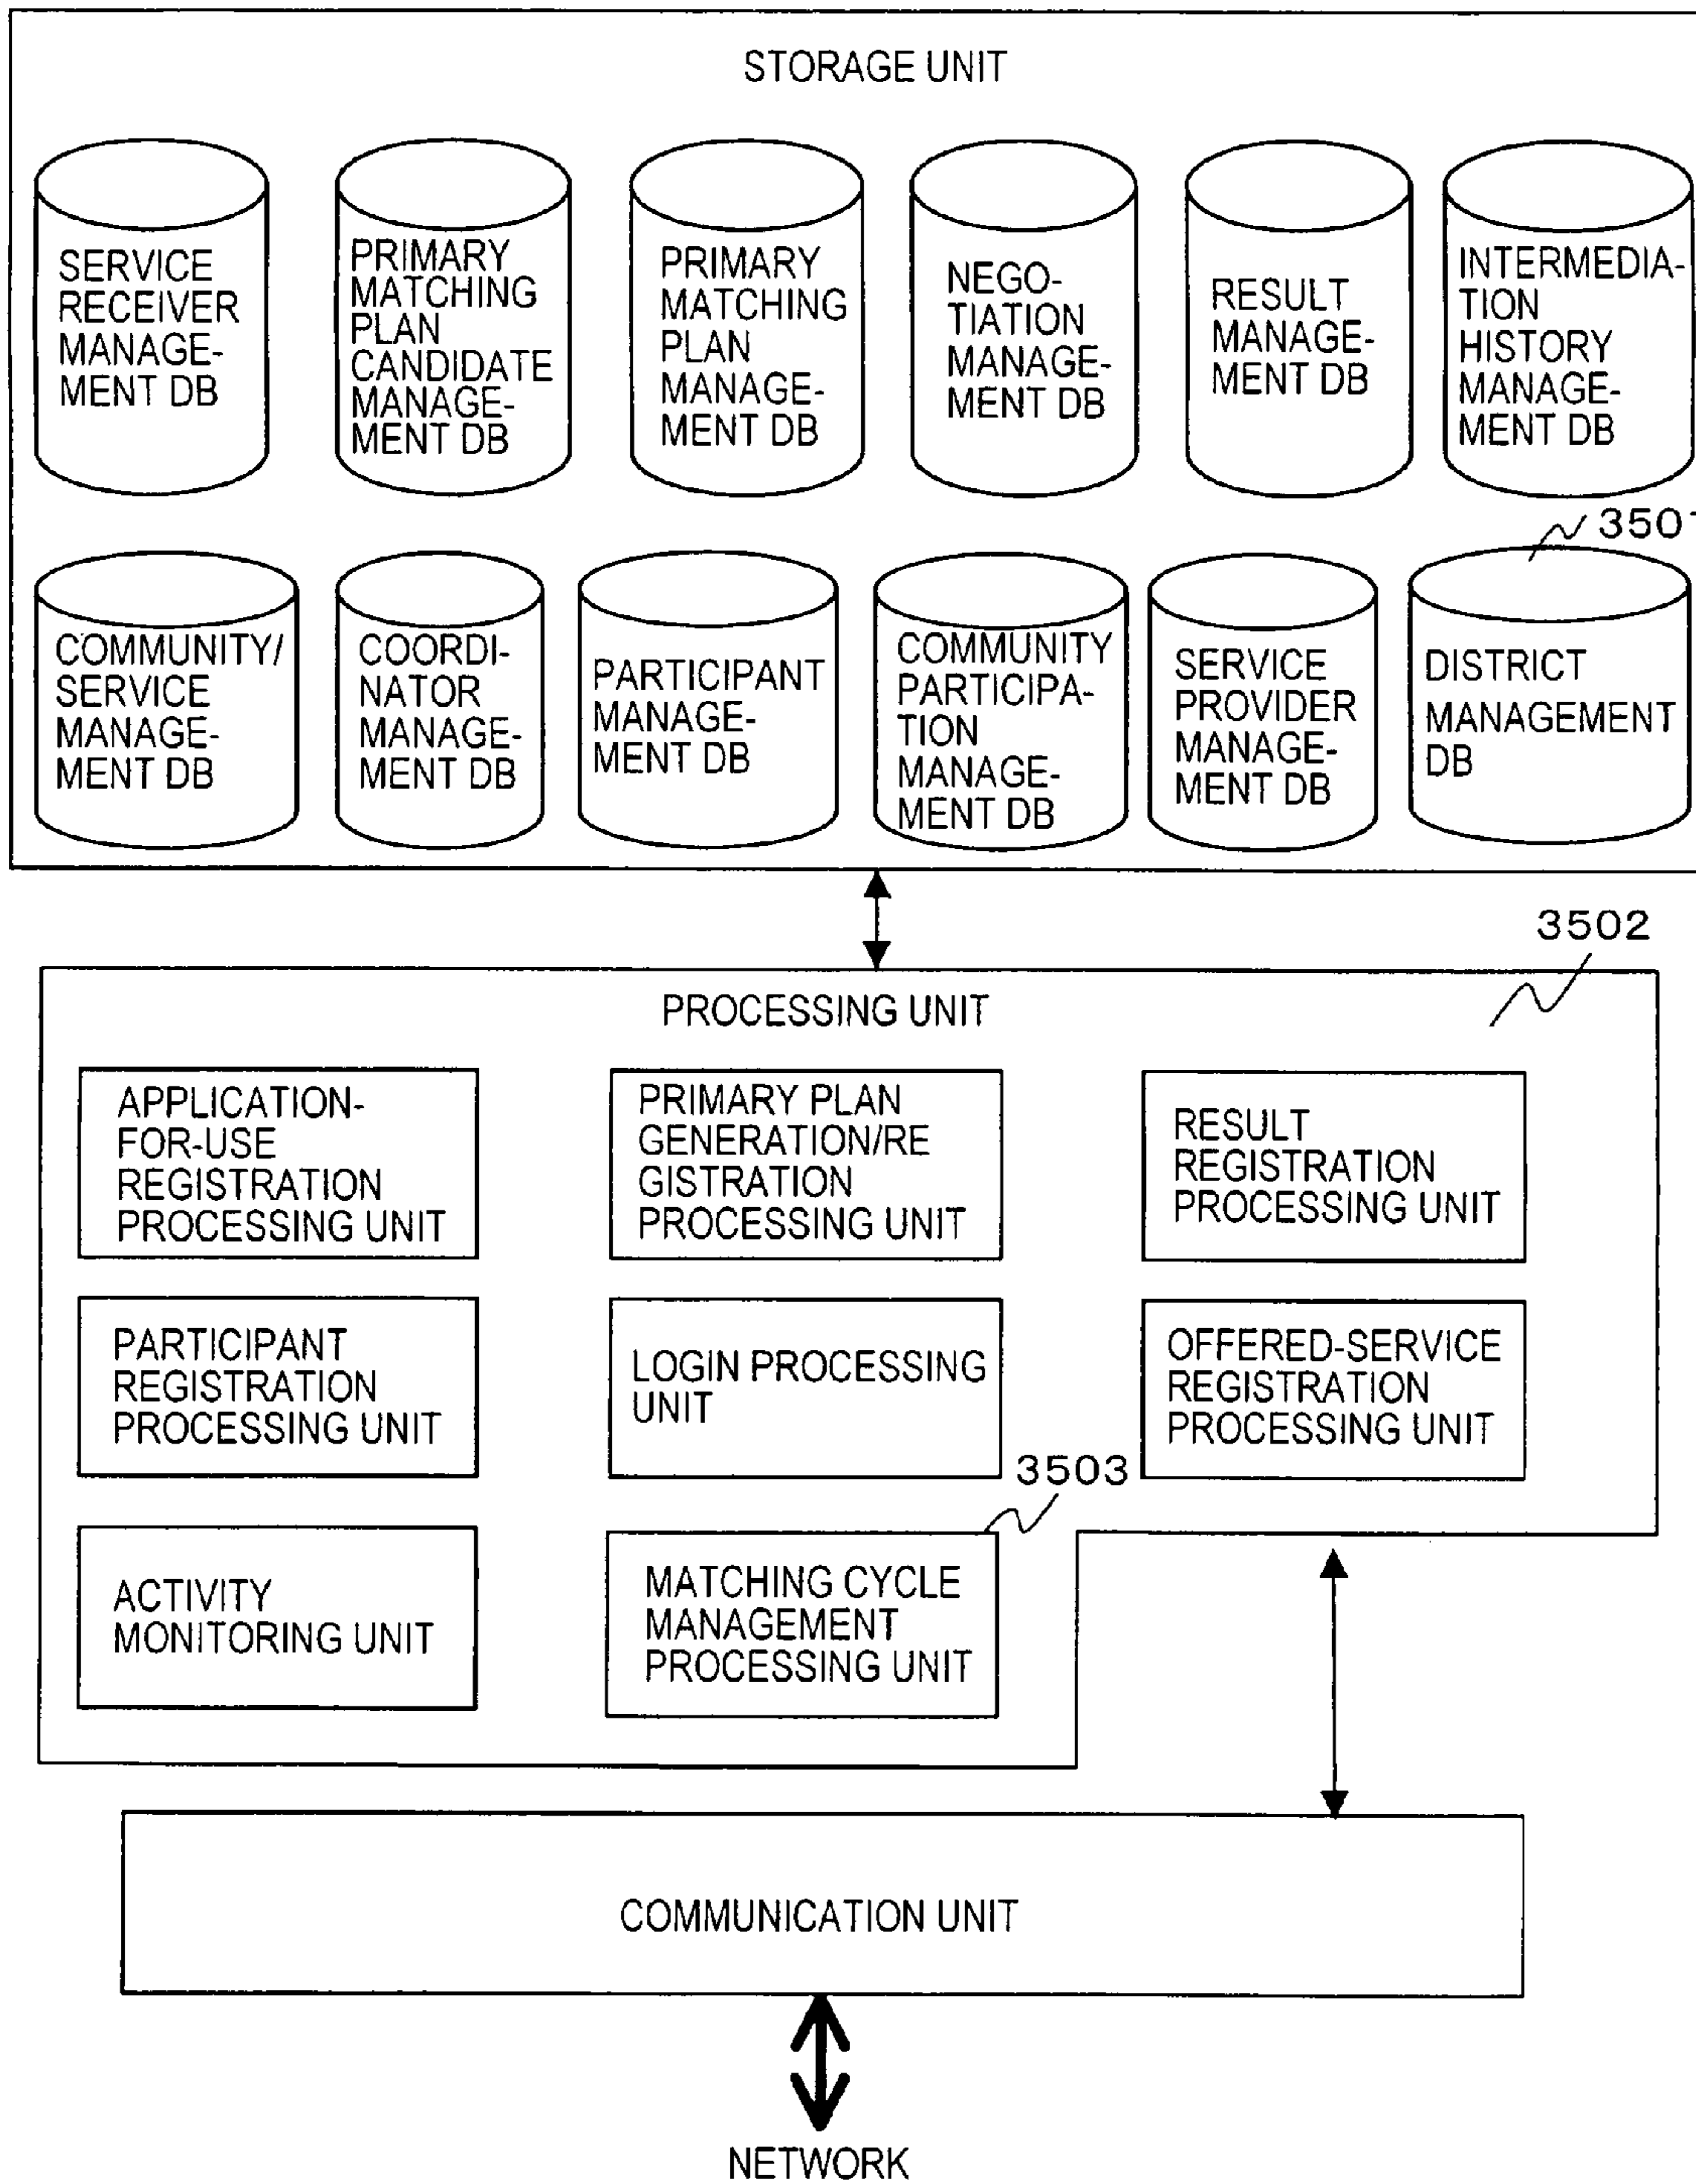 STORAGE UNIT
SERVICE
RECEIVER
MANAGE-
MENT DB
PRIMARY
MATCHING
PLAN
CANDIDATE
MANAGE-
MENT DB
PRIMARY
MATCHING
PLAN
MANAGE-
MENT DB
NEGO-
TIATION
MANAGE-
MENT DB
RESULT
MANAGE-
MENT DB
INTERMEDIA-
TION
HISTORY
MANAGE-
MENT DB
3501
COMMUNITY/
SERVICE
MANAGE-
MENT DB
COORDI-
NATOR
MANAGE-
MENT DB
PARTICIPANT
MANAGE-
MENT DB
COMMUNITY
PARTICIPA-
TION
MANAGE-
MENT DB
SERVICE
PROVIDER
MANAGE-
MENT DB
DISTRICT
MANAGEMENT
DB
3502
PROCESSING UNIT
APPLICATION-
FOR-USE
REGISTRATION
PROCESSING UNIT
PRIMARY PLAN
GENERATION/RE
GISTRATION
PROCESSING UNIT
RESULT
REGISTRATION
PROCESSING UNIT
PARTICIPANT
REGISTRATION
PROCESSING UNIT
LOGIN PROCESSING
UNIT
OFFERED-SERVICE
REGISTRATION
PROCESSING UNIT
3503
ACTIVITY
MONITORING UNIT
MATCHING CYCLE
MANAGEMENT
PROCESSING UNIT
COMMUNICATION UNIT
NETWORK